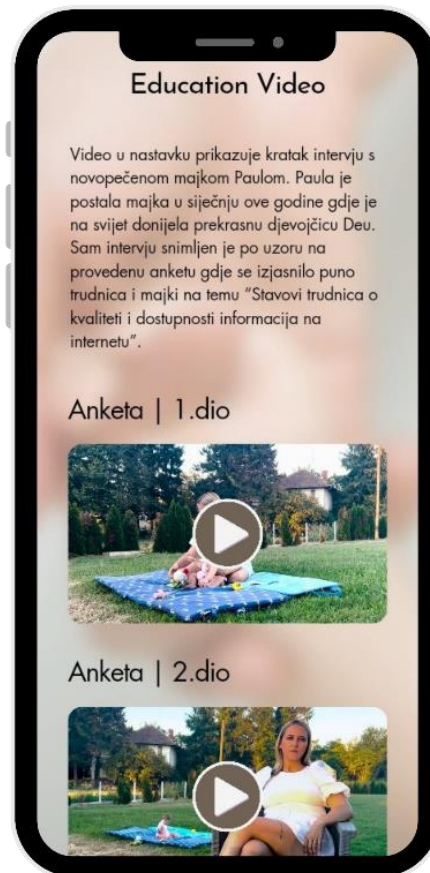 Education Video
Video u nastavku prikazuje kratak intervju s
novopečenom majkom Paulom. Paula je
postala majka u siječnju ove godine gdje je
na svijet donijela prekrasnu djevojčicu Deu.
Sam intervju snimljen je po uzoru na
provedenu anketu gdje se izjasnilo puno
trudnica i majki na temu “Stavovi trudnica o
kvaliteti i dostupnosti informacija na
internetu”.
Anketa | 1.dio
Anketa | 2.dio